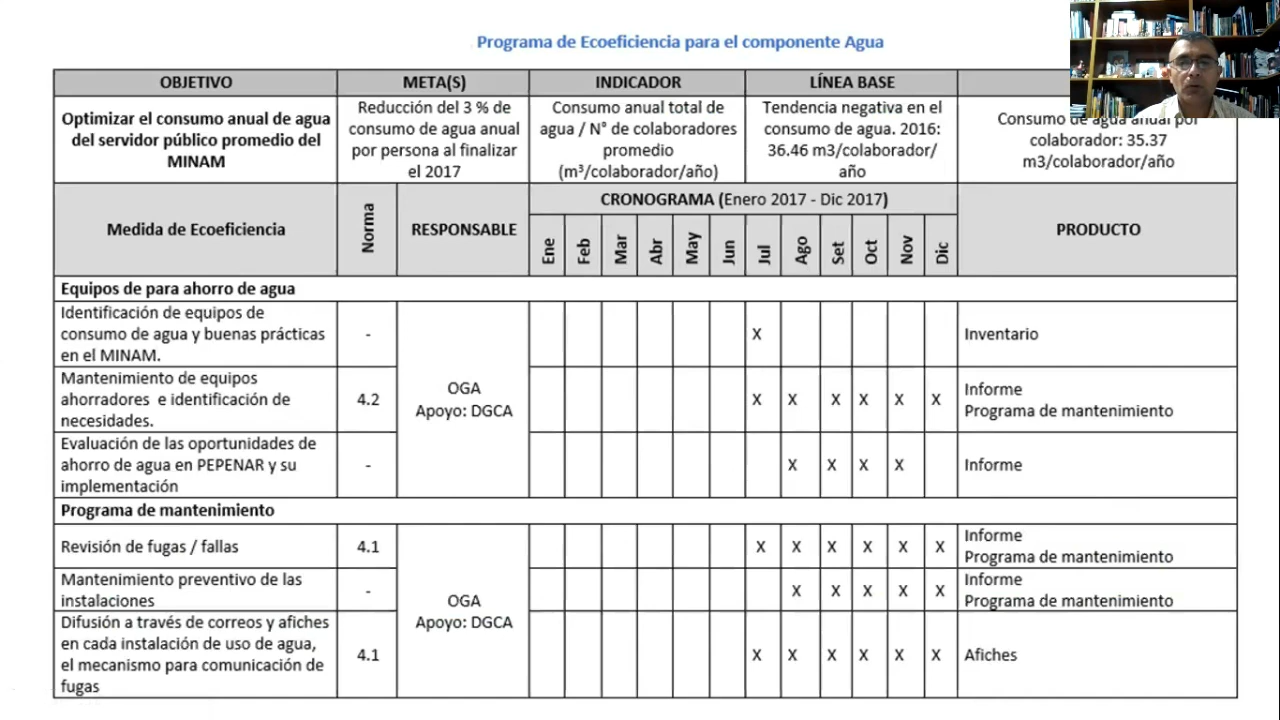 Programa de Ecoeficiencia para el componente Agua
OBJETIVO
META(S)
INDICADOR
LÍNEA BASE
Optimizar el consumo anual de agua
del servidor público promedio del
MINAM
Reducción del 3 % de
consumo de agua anual
por persona al finalizar
el 2017
Consumo anual total de
agua / N° de colaboradores
promedio
(m³/colaborador/año)
Tendencia negativa en el
consumo de agua. 2016:
36.46 m3/colaborador/
año
Consumo de agua anual por
colaborador: 35.37
m3/colaborador/año
Medida de Ecoeficiencia
Norma
RESPONSABLE
CRONOGRAMA (Enero 2017 - Dic 2017)
Ene
Feb
Mar
Abr
May
Jun
Jul
Ago
Set
Oct
Nov
Dic
PRODUCTO
Equipos de para ahorro de agua
Identificación de equipos de
consumo de agua y buenas prácticas
en el MINAM.
-
OGA
Apoyo: DGCA
X
Inventario
Mantenimiento de equipos
ahorradores e identificación de
necesidades.
4.2
X X X X X X
Informe
Programa de mantenimiento
Evaluación de las oportunidades de
ahorro de agua en PEPENAR y su
implementación
-
X X X X
Informe
Programa de mantenimiento
Revisión de fugas / fallas
4.1
OGA
Apoyo: DGCA
X X X X X X
Informe
Programa de mantenimiento
Mantenimiento preventivo de las
instalaciones
-
X X X X X
Informe
Programa de mantenimiento
Difusión a través de correos y afiches
en cada instalación de uso de agua,
el mecanismo para comunicación de
fugas
4.1
X X X X X X
Afiches